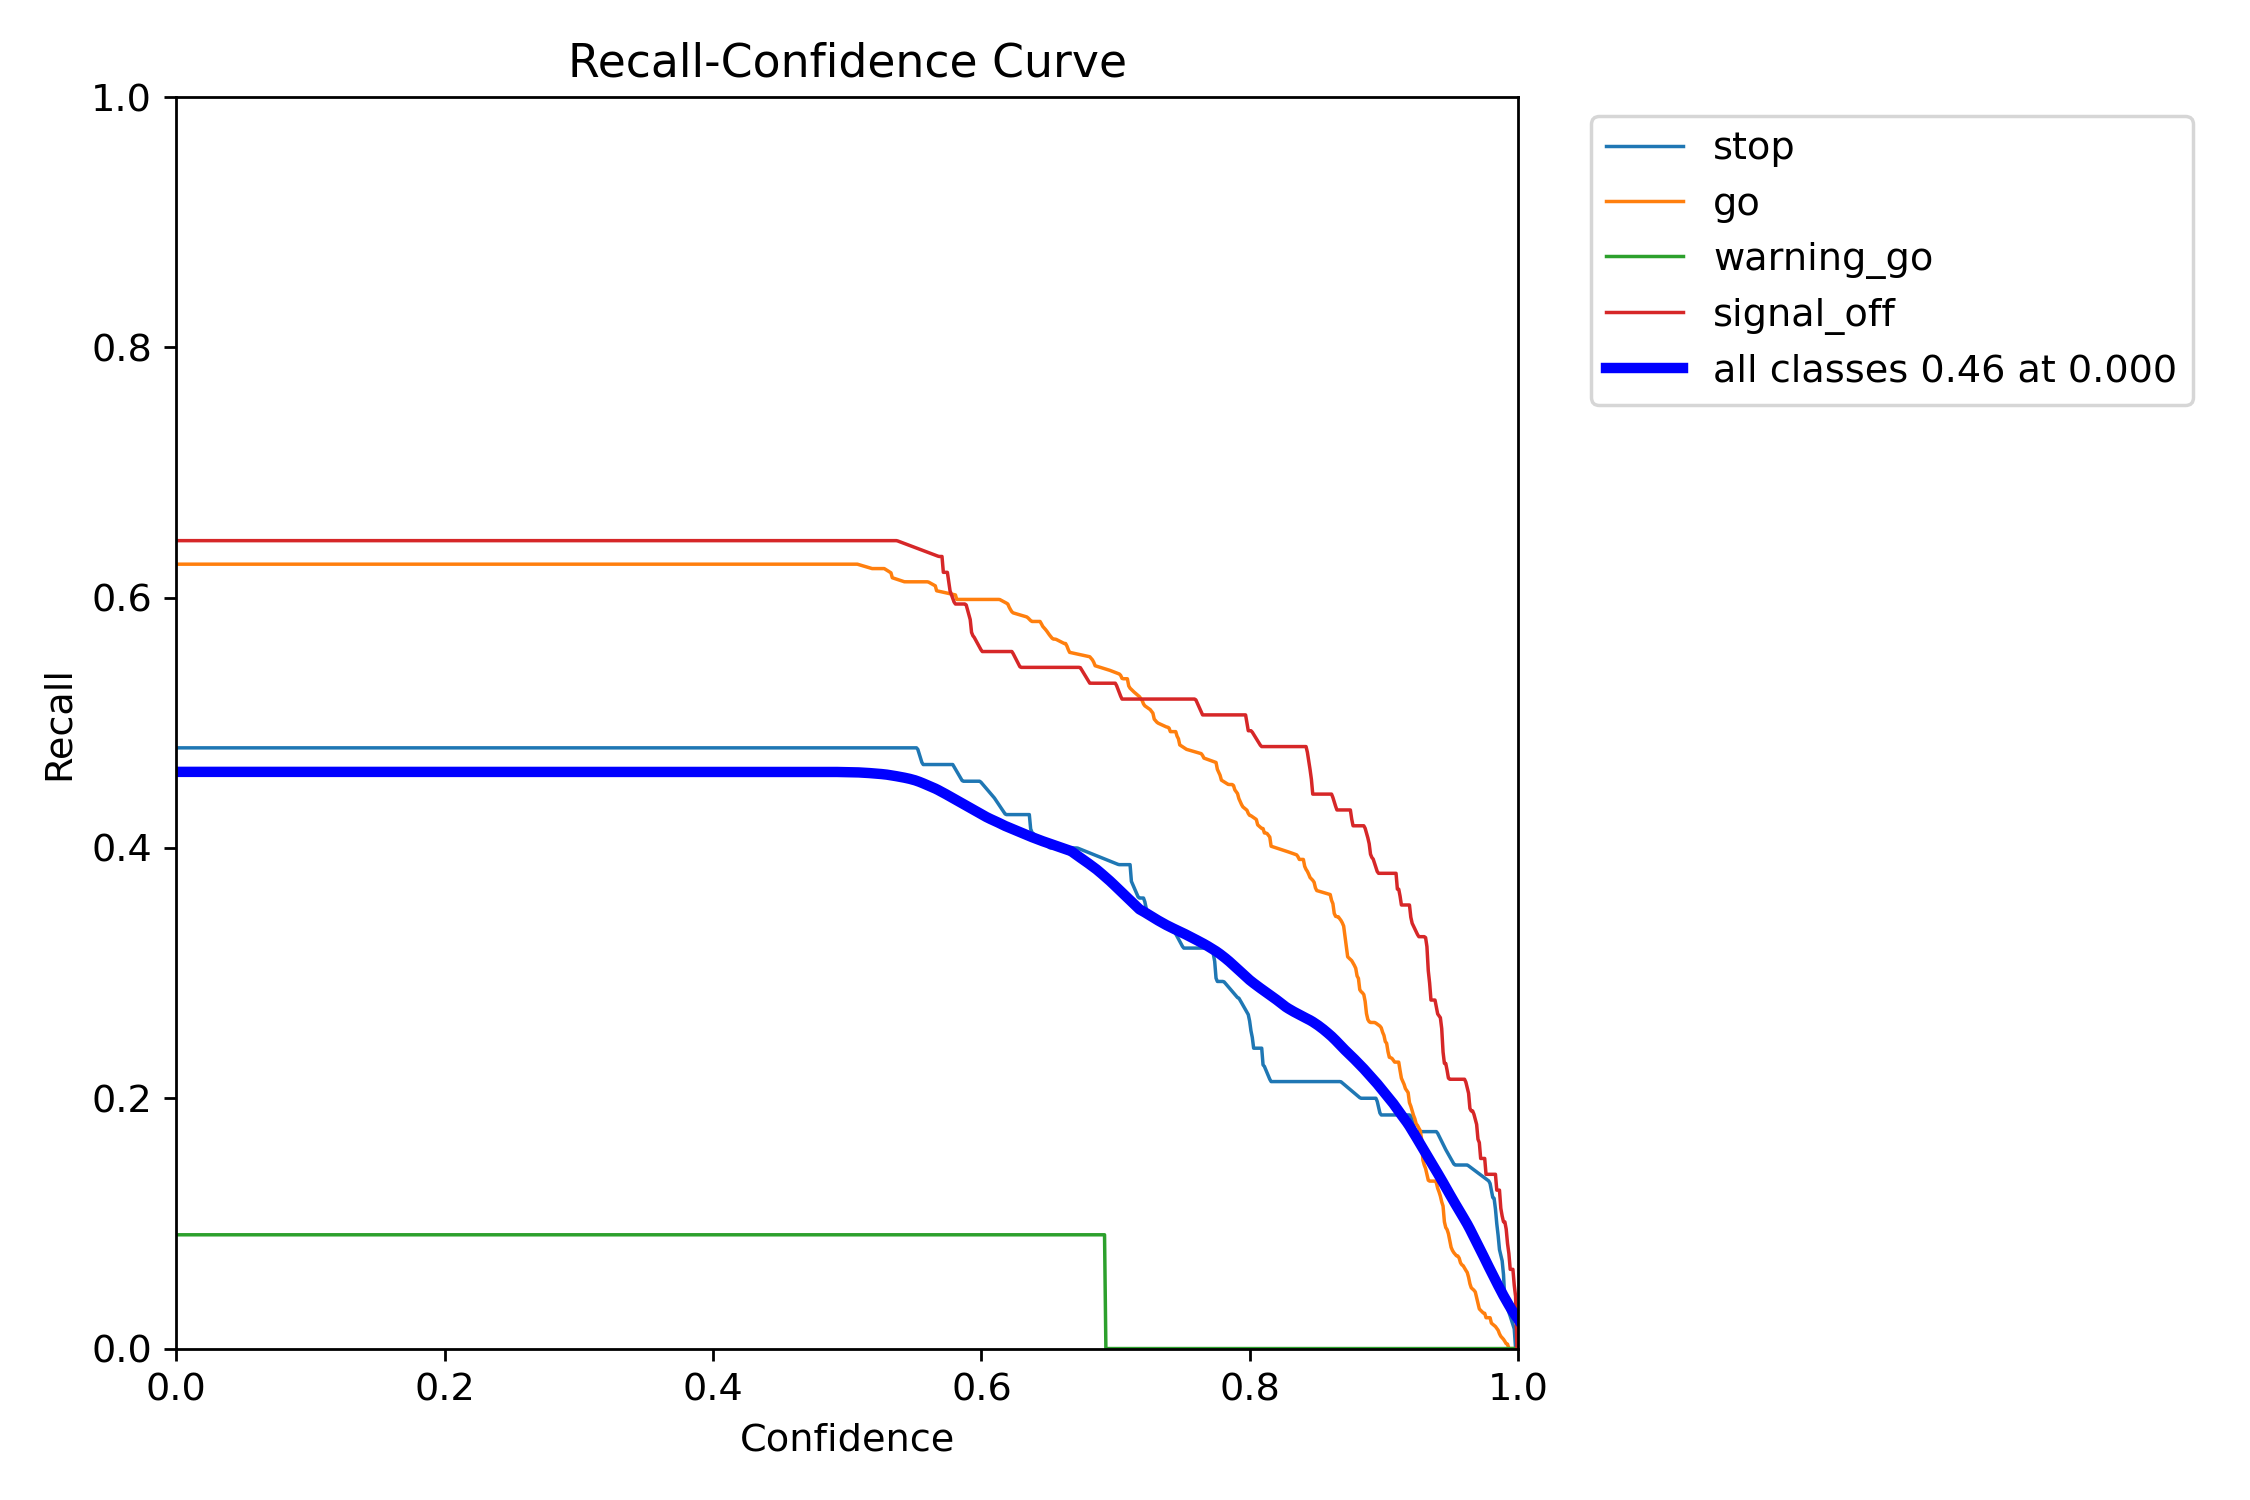 Recall-Confidence Curve
1.0
0.8
0.6
0.4
0.2
0.0
Recall
0.0 0.2 0.4 0.6 0.8 1.0
Confidence
stop
go
warning_go
signal_off
all classes 0.46 at 0.000